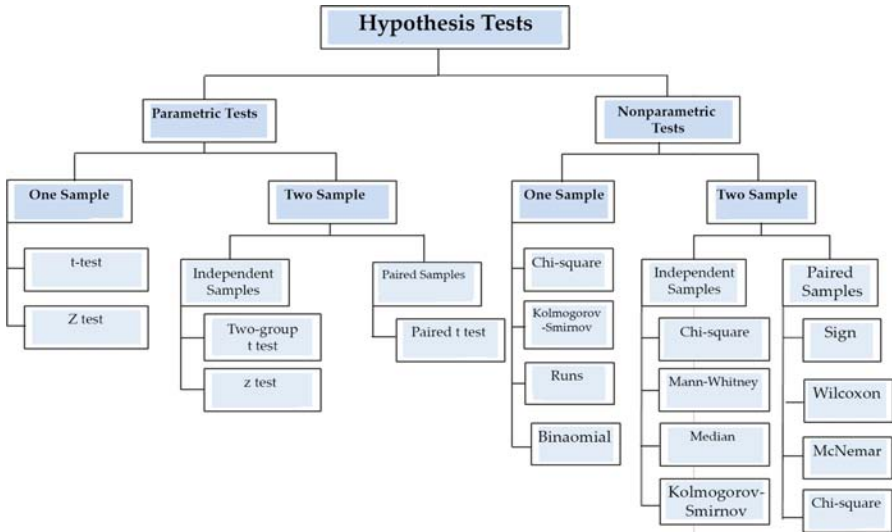 Hypothesis Tests
Parametric Tests
Nonparametric
Tests
One Sample
Two Sample
One Sample
Two Sample
t-test
Z test
Independent
Samples
Two-group
t test
z test
Paired Samples
Paired t test
Chi-square
Kolmogorov
-Smirnov
Runs
Binaomial
Independent
Samples
Chi-square
Mann-Whitney
Median
Kolmogorov-
Smirnov
Paired
Samples
Sign
Wilcoxon
McNemar
Chi-square